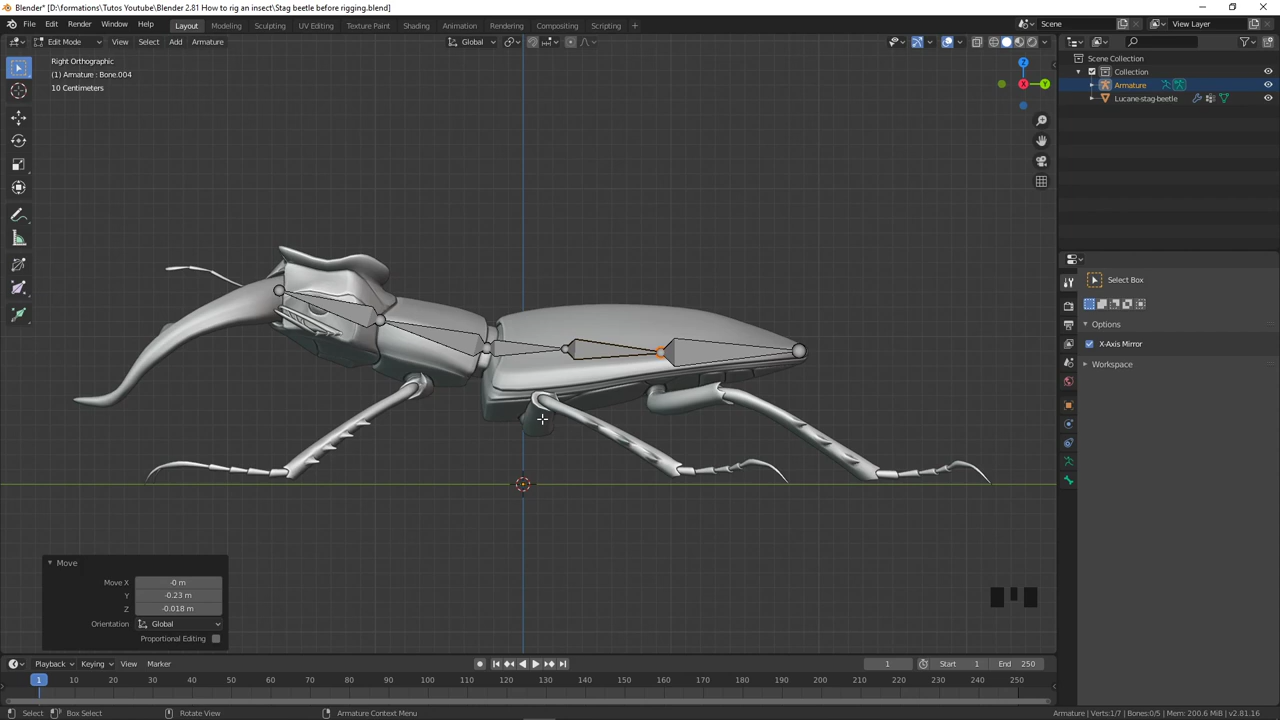 Blender* [D:\formations\Tutos Youtube\Blender 2.81 How to rig an insect\Stag beetle before rigging.blend]
File Edit Render Window Help Layout Modeling Sculpting UV Editing Texture Paint Shading Animation Rendering Compositing Scripting Scene View Layer
Edit Mode View Select Add Armature Global
Right Orthographic
(1) Armature : Bone.004
10 Centimeters
Z
X
Y
Scene Collection
Collection
Armature
Lucane-stag-beetle
Select Box
Options
X-Axis Mirror
Workspace
Move
Move X -0 m
Y -0.23 m
Z -0.018 m
Orientation Global
Proportional Editing
Playback Keying View Marker 1 Start 1 End 250
1 10 20 30 40 50 60 70 80 90 100 110 120 130 140 150 160 170 180 190 200 210 220 230 240 250
Select Box Select Rotate View Armature Context Menu Armature | Verts:1/7 | Bones:0/5 | Mem: 200.6 MiB | v2.81.16